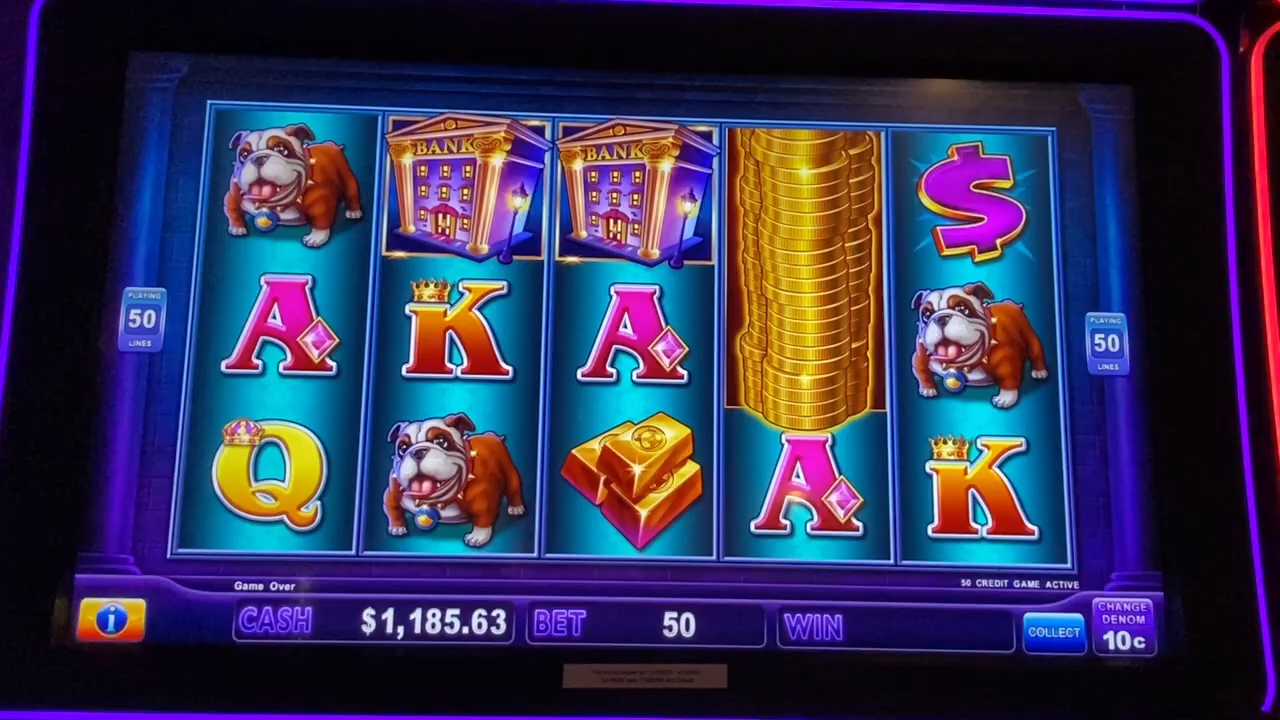 BANK
BANK
$
A
K
A
Q
A
K
PLAYING
50
LINES
PLAYING
50
LINES
Game Over
50 CREDIT GAME ACTIVE
i
CASH $1,185.63
BET 50
WIN
COLLECT
CHANGE
DENOM
10¢